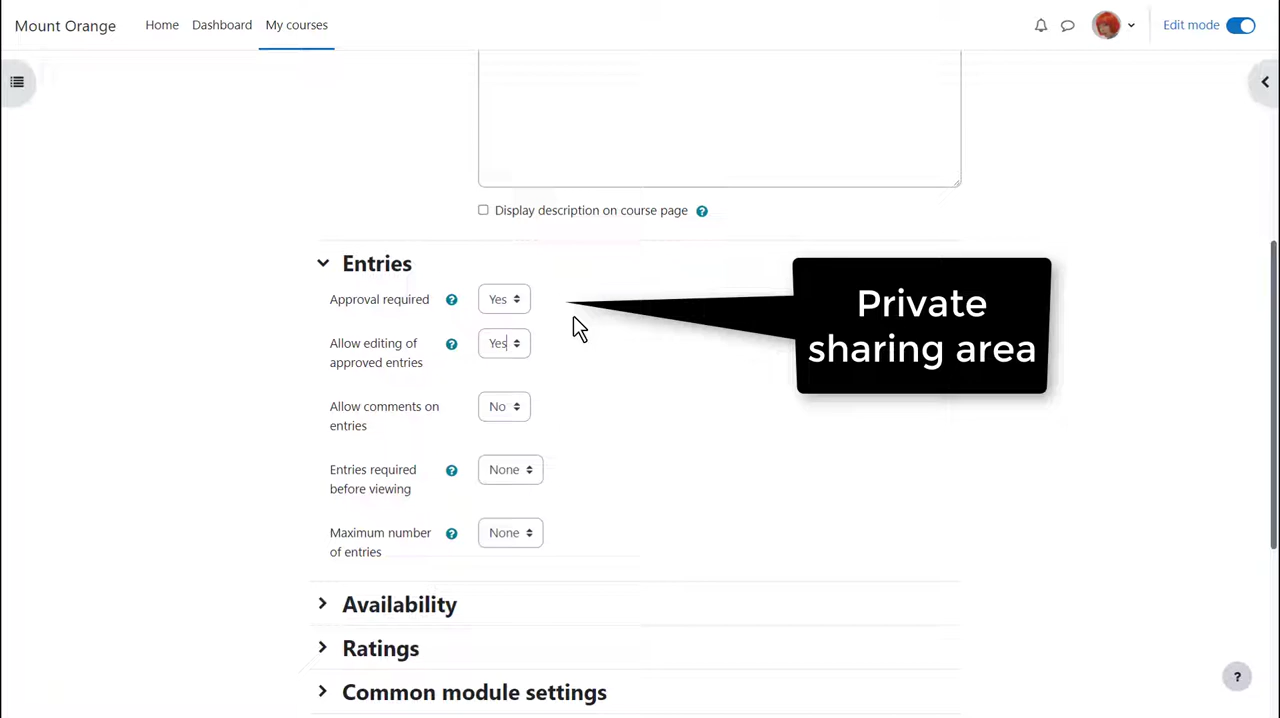 Mount Orange
Home
Dashboard
My courses
Edit mode
Display description on course page
?
Entries
Approval required
?
Yes
Private
sharing area
Allow editing of
approved entries
?
Yes
Allow comments on
entries
No
Entries required
before viewing
?
None
Maximum number
of entries
?
None
Availability
Ratings
Common module settings
?